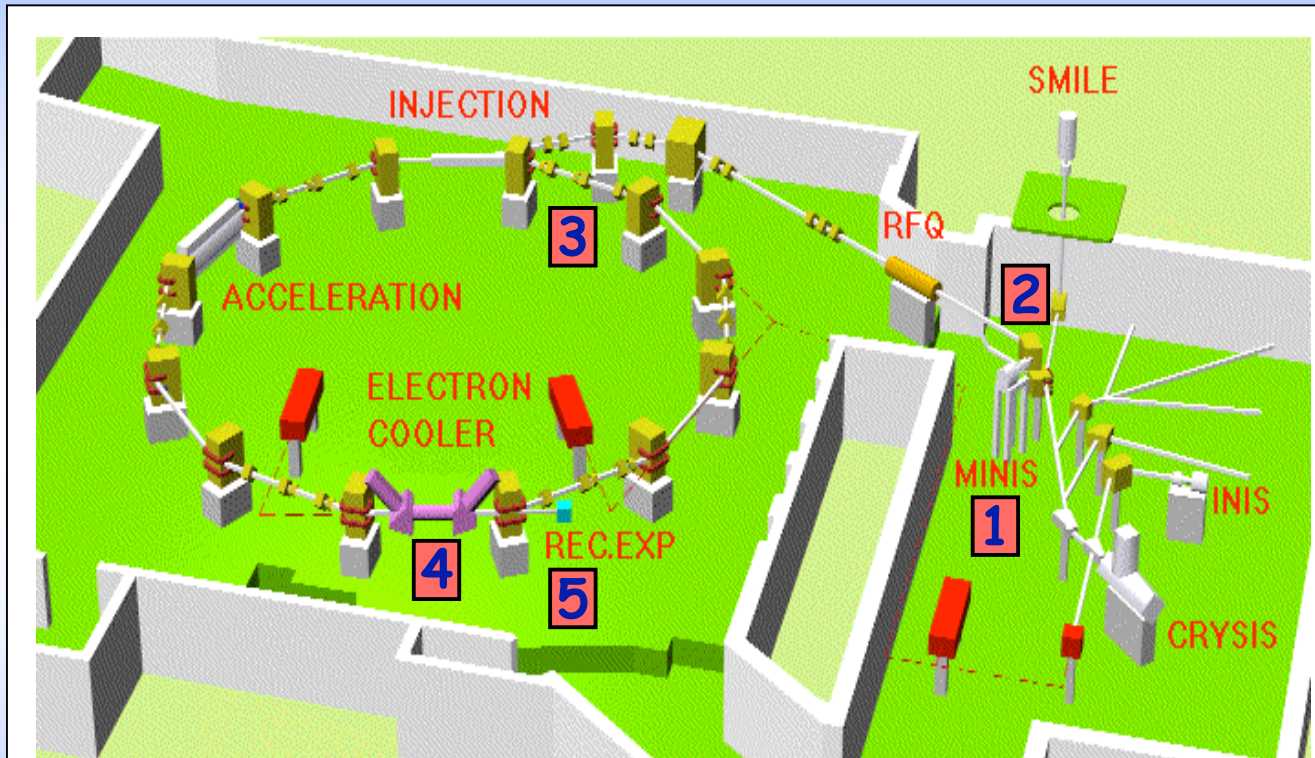 SMILE
INJECTION
3
RFQ
2
ACCELERATION
ELECTRON
COOLER
MINIS
INIS
1
REC.EXP
4
5
CRYSIS